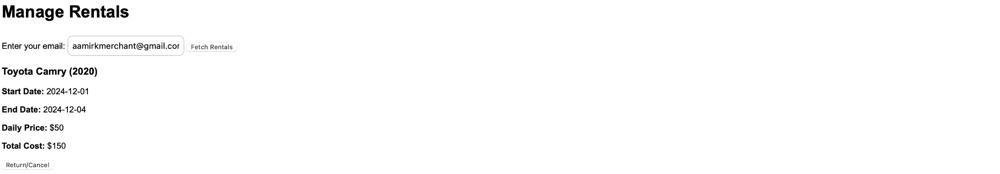 Manage Rentals
Enter your email: aamirkmerchant@gmail.cor Fetch Rentals
Toyota Camry (2020)
Start Date: 2024-12-01
End Date: 2024-12-04
Daily Price: $50
Total Cost: $150
Return/Cancel